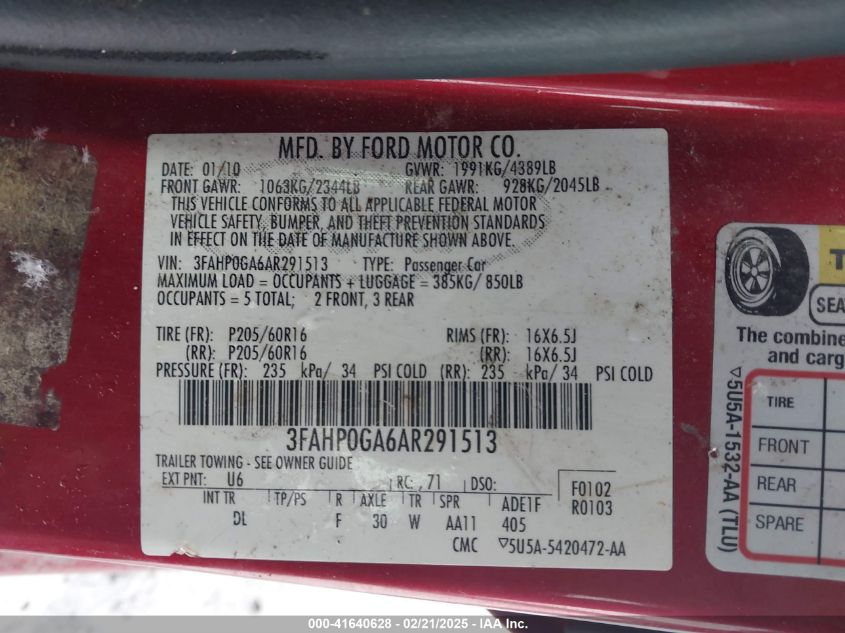 MFD. BY FORD MOTOR CO.
DATE: 01/10 GVWR: 1991KG/4389LB
FRONT GAWR: 1063KG/2344LB REAR GAWR: 928KG/2045LB
THIS VEHICLE CONFORMS TO ALL APPLICABLE FEDERAL MOTOR
VEHICLE SAFETY, BUMPER, AND THEFT PREVENTION STANDARDS
IN EFFECT ON THE DATE OF MANUFACTURE SHOWN ABOVE.
VIN: 3FAHP0GA6AR291513 TYPE: Passenger Car
MAXIMUM LOAD = OCCUPANTS + LUGGAGE = 385KG/ 850LB
OCCUPANTS = 5 TOTAL; 2 FRONT, 3 REAR
TIRE (FR): P205/60R16 RIMS (FR): 16X6.5J
(RR): P205/60R16 (RR): 16X6.5J
PRESSURE (FR): 235 kPa/ 34 PSI COLD (RR): 235 kPa/ 34 PSI COLD
3FAHP0GA6AR291513
TRAILER TOWING - SEE OWNER GUIDE
EXT PNT: U6 RC: 71 DSO: F0102
INT TR TP/PS R AXLE TR SPR ADE1F R0103
DL F 30 W AA11 405
CMC ▽5U5A-5420472-AA
T
SEA
The combine
and carg
TIRE
FRONT
REAR
SPARE
▽5U5A-1532-AA (TLU)
000-41640628 - 02/21/2025 - IAA Inc.